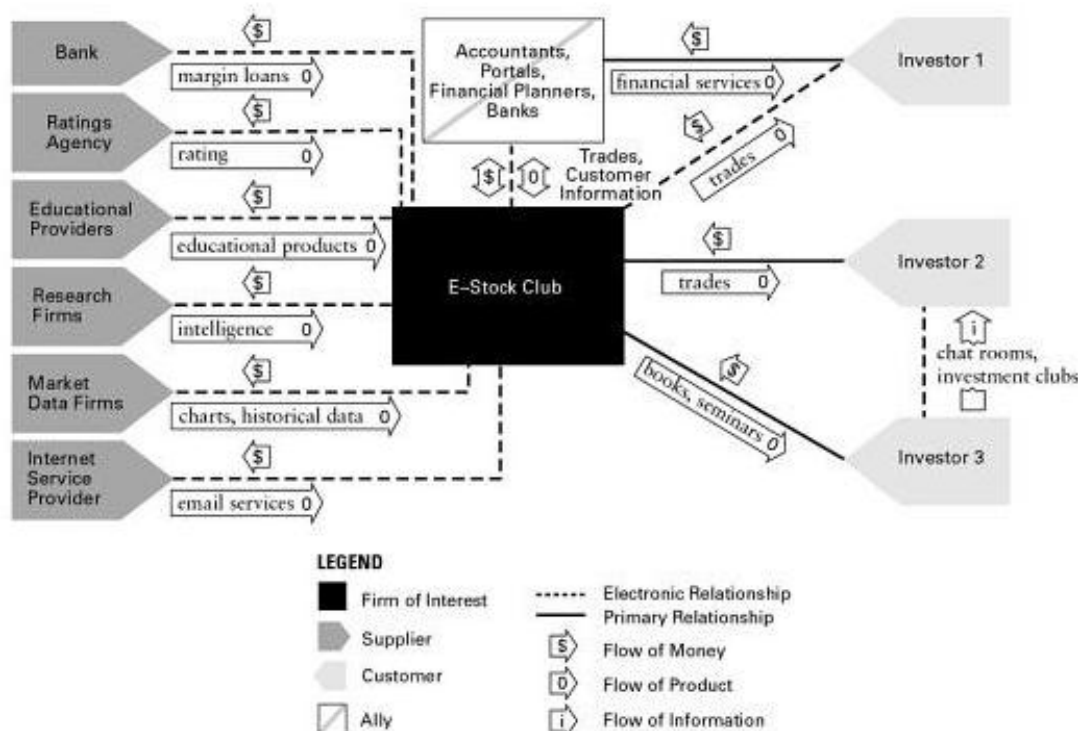 Bank
$
margin loans 0
$
Ratings
Agency
rating 0
$
Educational
Providers
educational products 0
$
Research
Firms
intelligence 0
$
Market
Data Firms
charts, historical data 0
$
Internet
Service
Provider
email services 0
Accountants,
Portals,
Financial Planners,
Banks
$
0
Trades,
Customer
Information
E–Stock Club
$
financial services 0
Investor 1
$
trades 0
$
trades 0
Investor 2
$
books, seminars 0
i
chat rooms,
investment clubs
Investor 3
LEGEND
Firm of Interest
Supplier
Customer
Ally
Electronic Relationship
Primary Relationship
$ Flow of Money
0 Flow of Product
i Flow of Information